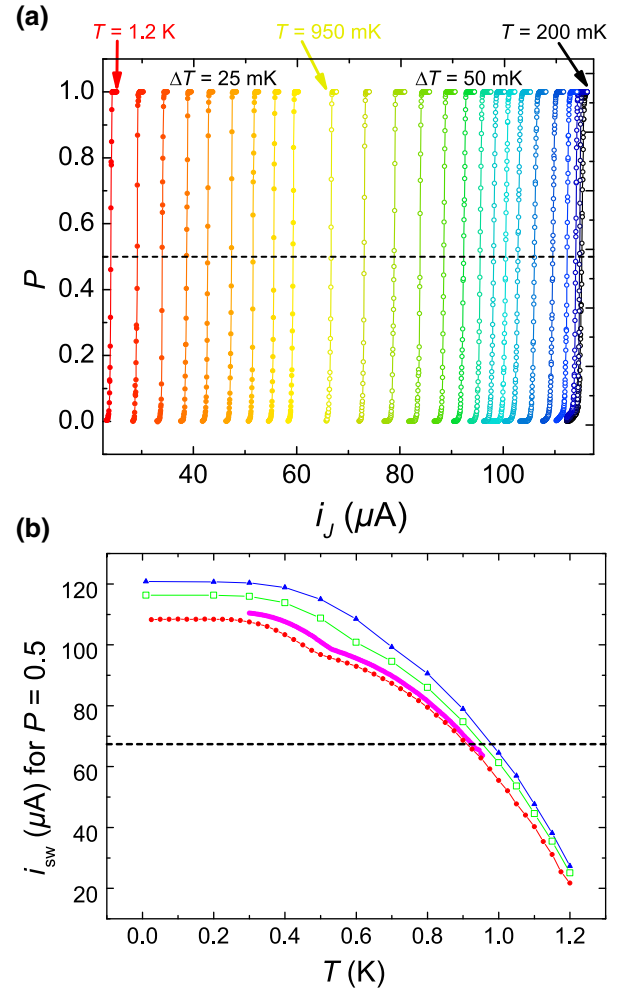 (a)
T = 1.2 K
T = 950 mK
T = 200 mK
ΔT = 25 mK
ΔT = 50 mK
1.0
0.8
0.6
0.4
0.2
0.0
P
40 60 80 100
i_J (µA)
(b)
120
100
80
60
40
20
i_sw (µA) for P = 0.5
0.0 0.2 0.4 0.6 0.8 1.0 1.2
T (K)